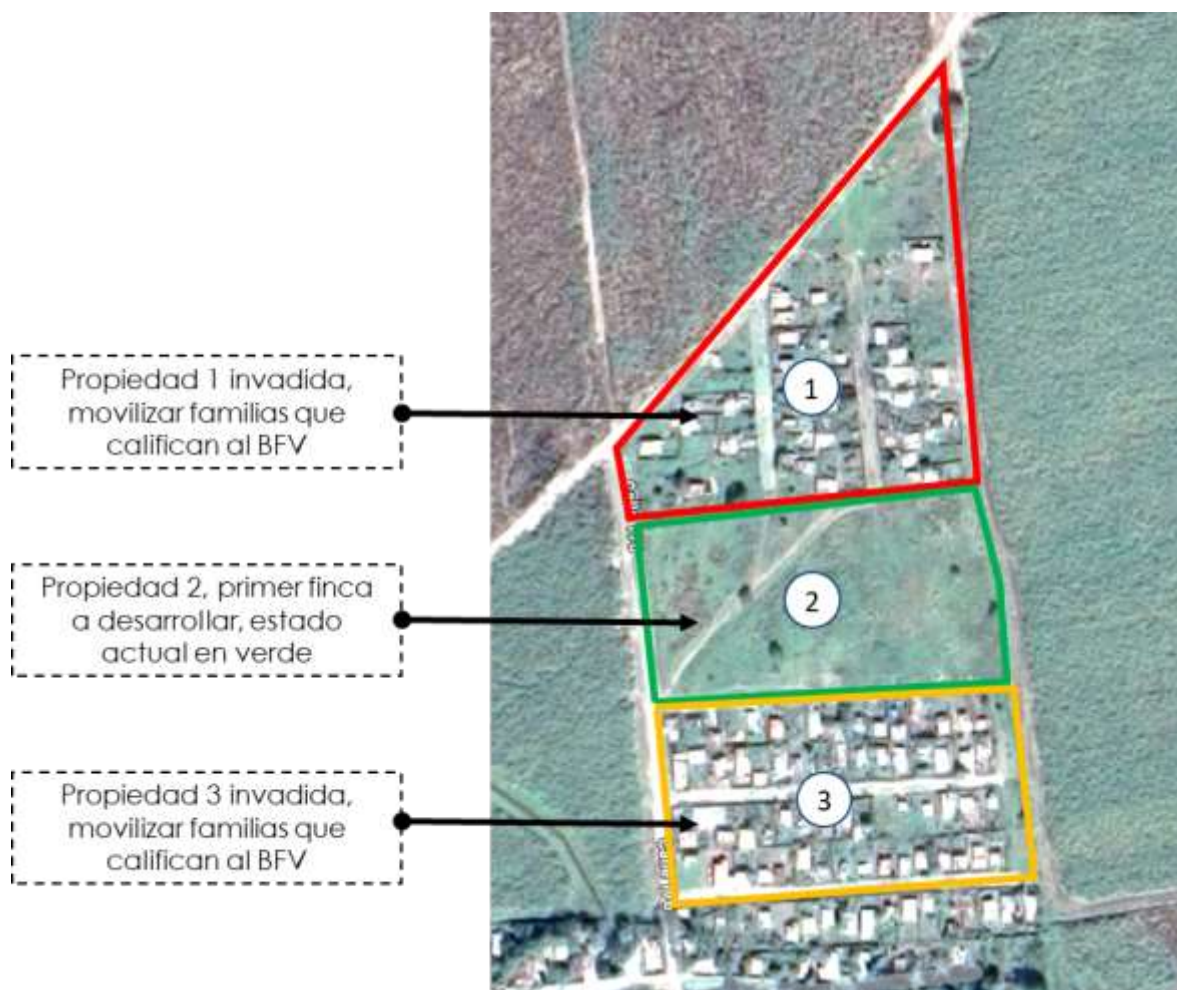 Propiedad 1 invadida,
movilizar familias que
califican al BFV
1
Propiedad 2, primer finca
a desarrollar, estado
actual en verde
2
Propiedad 3 invadida,
movilizar familias que
califican al BFV
3